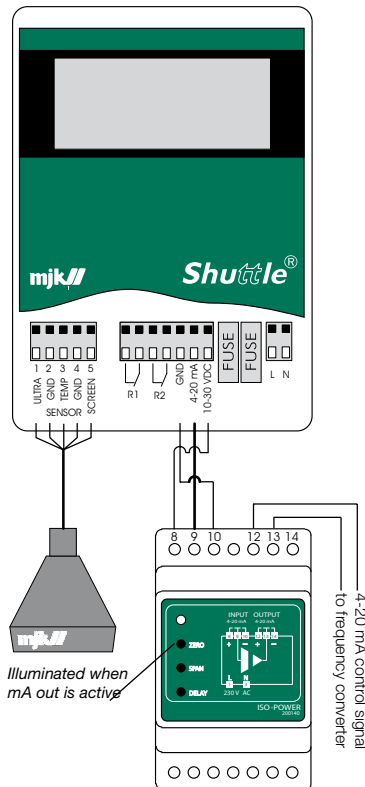 mjk
Shuttle®
1 2 3 4 5
ULTRA
GND
TEMP
GND
SCREEN
SENSOR
R1
R2
GND
4-20 mA
10-30 VDC
FUSE
FUSE
L N
8 9 10 12 13 14
mjk
INPUT OUTPUT
4-20 mA 4-20 mA
+ − + −
ZERO
SPAN
DELAY
L N
230 V AC
ISO-POWER
200140
Illuminated when
mA out is active
4-20 mA control signal
to frequency converter